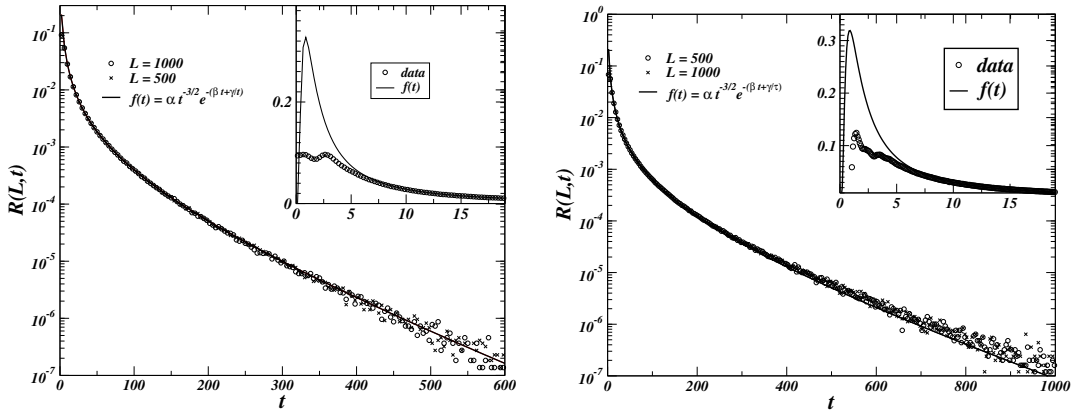 10^-1
10^-2
10^-3
10^-4
10^-5
10^-6
10^-7
R(L,t)
0 100 200 300 400 500 600
t
L = 1000
L = 500
f(t) = α t^-3/2 e^-(β t+γ/t)
0.2
0
0 5 10 15
data
f(t)
10^0
10^-1
10^-2
10^-3
10^-4
10^-5
10^-6
10^-7
R(L,t)
0 200 400 600 800 1000
t
L = 500
L = 1000
f(t) = α t^-3/2 e^-(β t+γ/τ)
0.3
0.2
0.1
0 5 10 15
data
f(t)